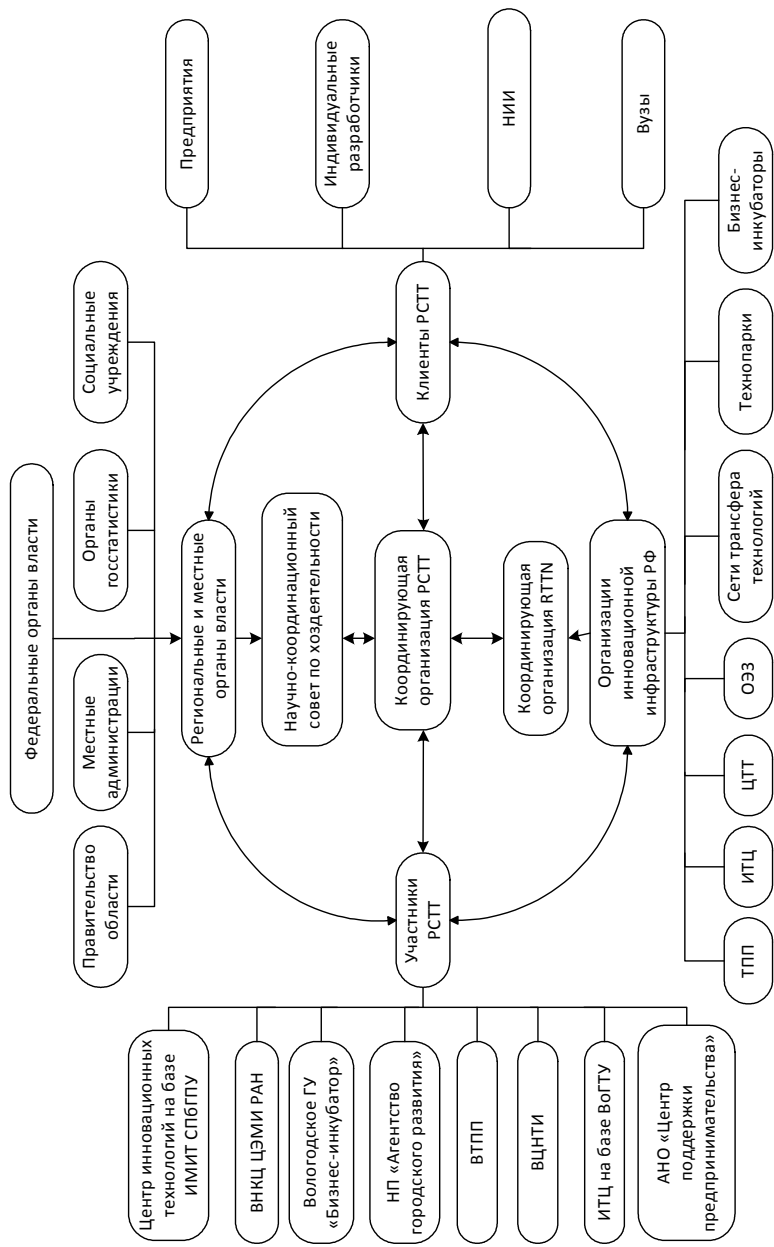 Федеральные органы власти
Правительство
области
Местные
администрации
Органы
госстатистики
Социальные
учреждения
Региональные и местные
органы власти
Научно-координационный
совет по хоздеятельности
Центр инновационных
технологий на базе
ИМИТ СПбГПУ
ВНКЦ ЦЭМИ РАН
Вологодское ГУ
«Бизнес-инкубатор»
НП «Агентство
городского развития»
ВТПП
ВЦНТИ
ИТЦ на базе ВоГТУ
АНО «Центр
поддержки
предпринимательства»
Участники
РСТТ
Координирующая
организация РСТТ
Клиенты РСТТ
Предприятия
Индивидуальные
разработчики
НИИ
Вузы
Координирующая
организация RTTN
Организации
инновационной
инфраструктуры РФ
ТПП
ИТЦ
ЦТТ
ОЭЗ
Сети трансфера
технологий
Технопарки
Бизнес-
инкубаторы